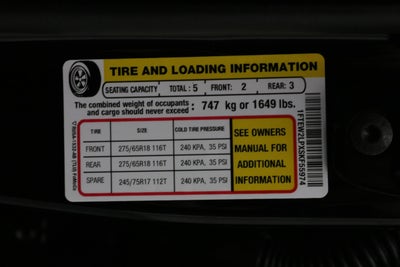 TIRE AND LOADING INFORMATION
SEATING CAPACITY TOTAL: 5 FRONT: 2 REAR: 3
The combined weight of occupants and cargo should never exceed : 747 kg or 1649 lbs.
TIRE SIZE COLD TIRE PRESSURE
FRONT 275/65R18 116T 240 KPA, 35 PSI
REAR 275/65R18 116T 240 KPA, 35 PSI
SPARE 245/75R17 112T 240 KPA, 35 PSI
SEE OWNERS
MANUAL FOR
ADDITIONAL
INFORMATION
1FTEW2LPXSKF55974